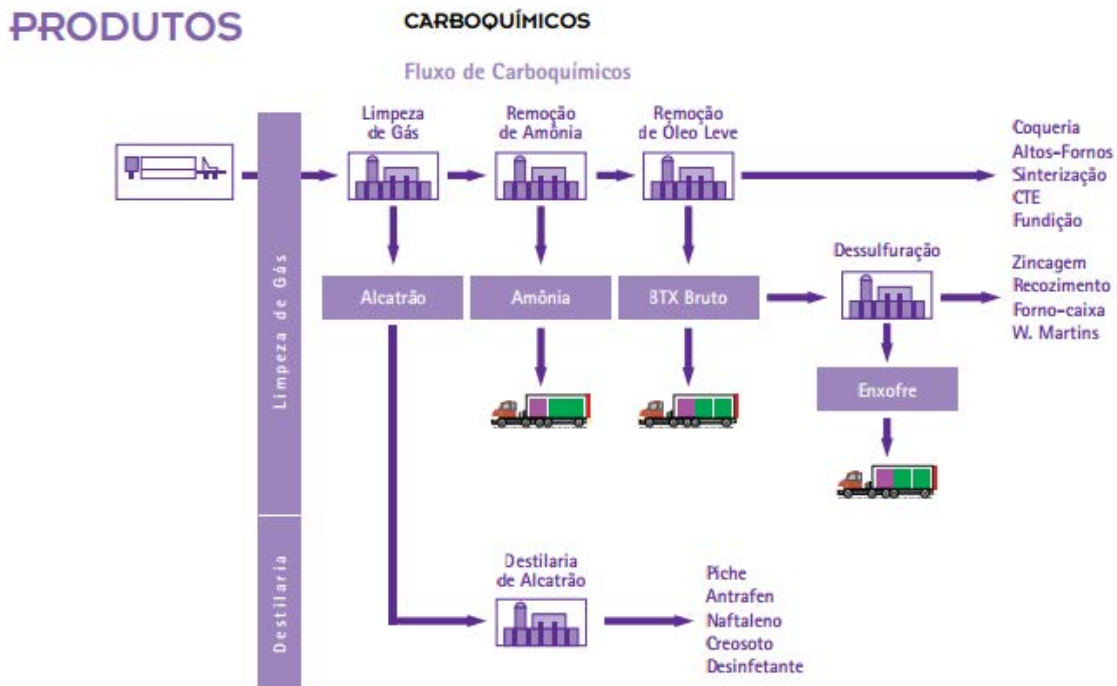 PRODUTOS
CARBOQUÍMICOS
Fluxo de Carboquímicos
Limpeza
de Gás
Remoção
de Amônia
Remoção
de Óleo Leve
Coqueria
Altos-Fornos
Sinterização
CTE
Fundição
Limpeza de Gás
Alcatrão
Amônia
BTX Bruto
Dessulfuração
Zincagem
Recozimento
Forno-caixa
W. Martins
Enxofre
Destilaria
Destilaria
de Alcatrão
Piche
Antrafen
Naftaleno
Creosoto
Desinfetante